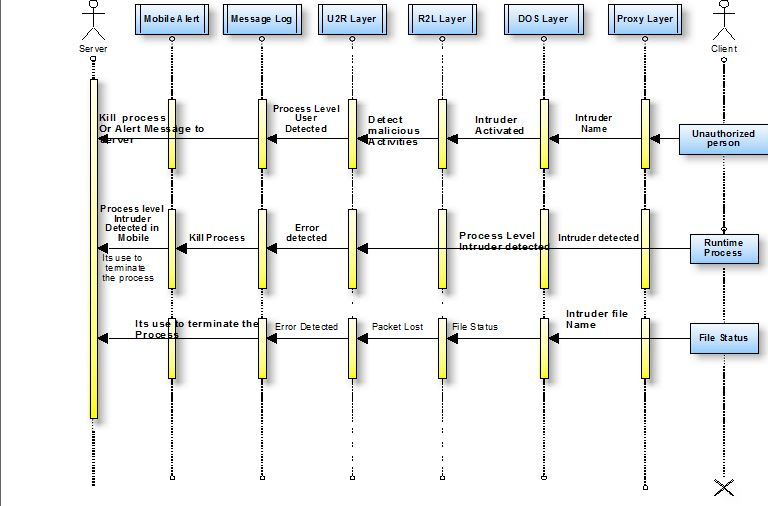 Mobile Alert
Message Log
U2R Layer
R2L Layer
DOS Layer
Proxy Layer
Server
Client
Kill process
Or Alert Message to
Server
Process Level
User
Detected
Detect
malicious
Activities
Intruder
Activated
Intruder
Name
Unauthorized
person
Process level
Intruder
Detected in
Mobile
Its use to
terminate
the process
Kill Process
Error
detected
Process Level
Intruder detected
Intruder detected
Runtime
Process
Its use to terminate the
Process
Error Detected
Packet Lost
File Status
Intruder file
Name
File Status